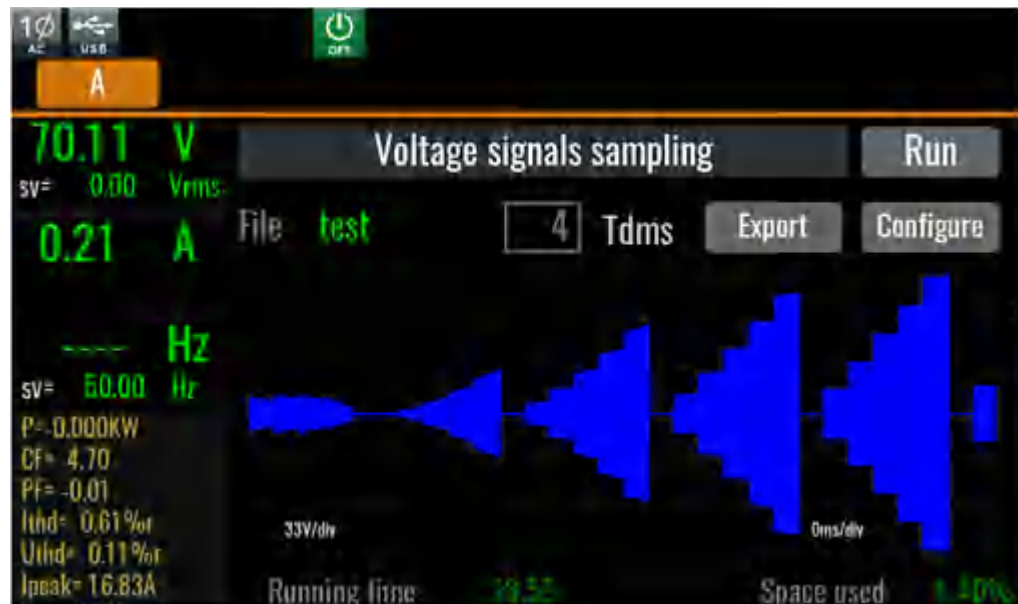 1Ø
AC
USB
OFF
A
70.11 V
sv= 0.00 Vrms
0.21 A
---- Hz
sv= 60.00 Hz
P=-0.000KW
CF= 4.70
PF= -0.01
Ithd= 0.61%r
Uthd= 0.11%r
Ipeak= 16.83A
Voltage signals sampling
Run
File test 4 Tdms Export Configure
33V/div
0ms/div
Running time
Space used